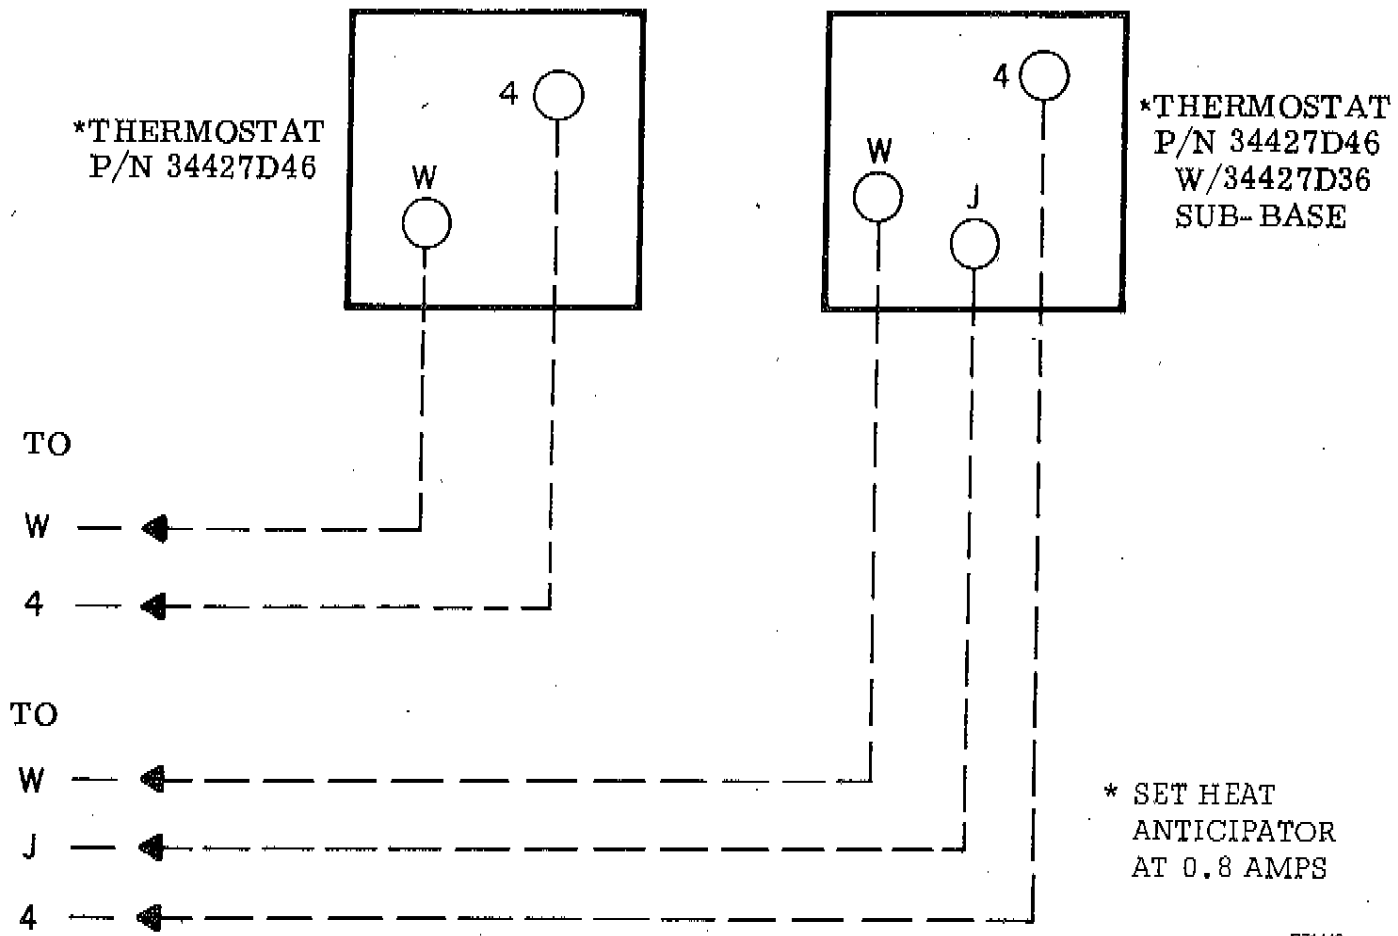 *THERMOSTAT
P/N 34427D46
4
W
4
W
J
*THERMOSTAT
P/N 34427D46
W/34427D36
SUB-BASE
TO
W
4
TO
W
J
4
* SET HEAT
ANTICIPATOR
AT 0.8 AMPS